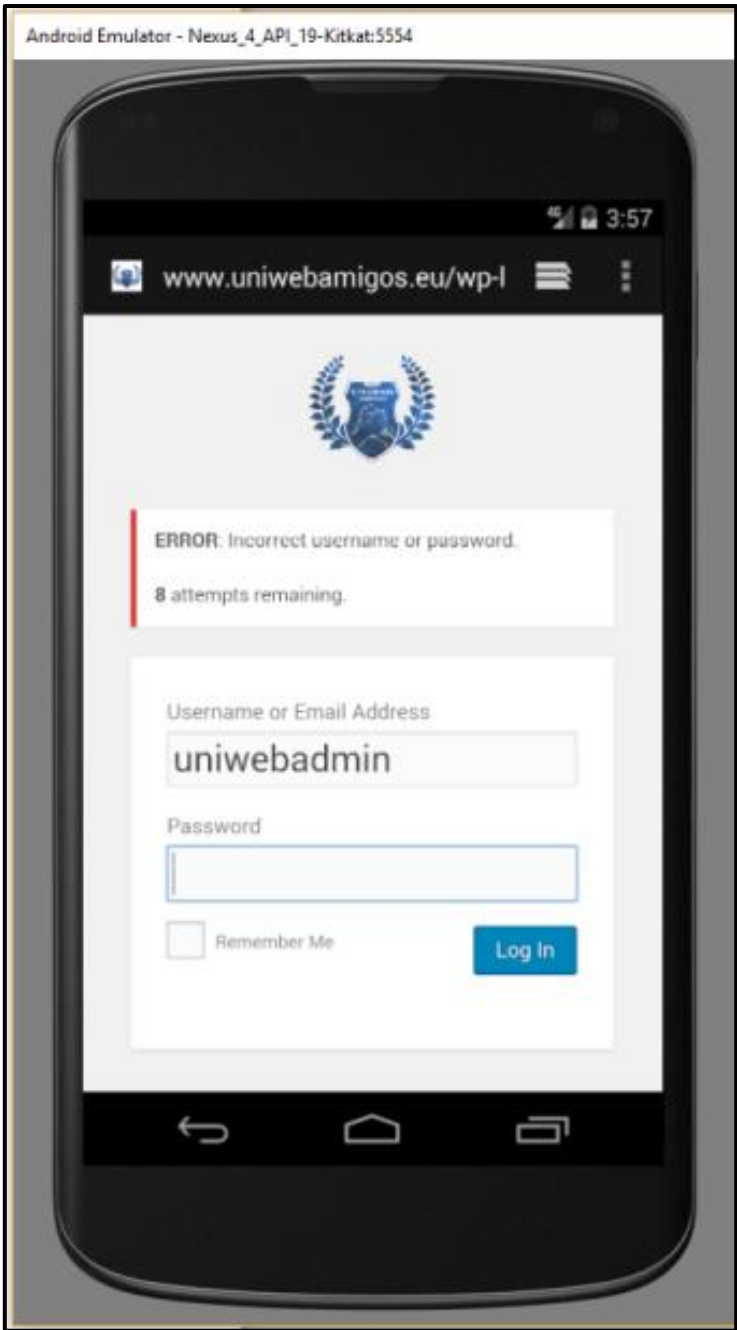 Android Emulator - Nexus_4_API_19-Kitkat:5554
4G 3:57
www.uniwebamigos.eu/wp-l
ERROR: Incorrect username or password.
8 attempts remaining.
Username or Email Address
uniwebadmin
Password
Remember Me
Log In